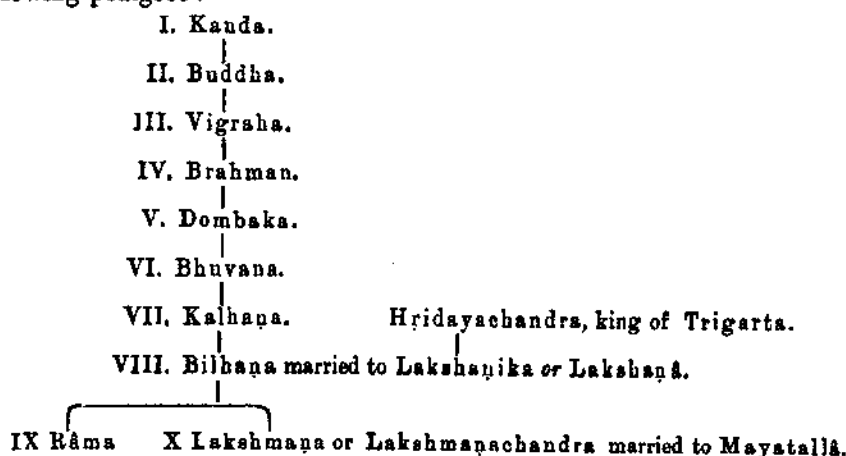 I. Kanda.
II. Buddha.
III. Vigraha.
IV. Brahman.
V. Dombaka.
VI. Bhuvana.
VII. Kalhaṇa. Hṛidayachandra, king of Trigarta.
VIII. Bilhaṇa married to Lakshaṇika or Lakshaṇâ.
IX Râma X Lakshmaṇa or Lakshmaṇachandra married to Mayatallâ.